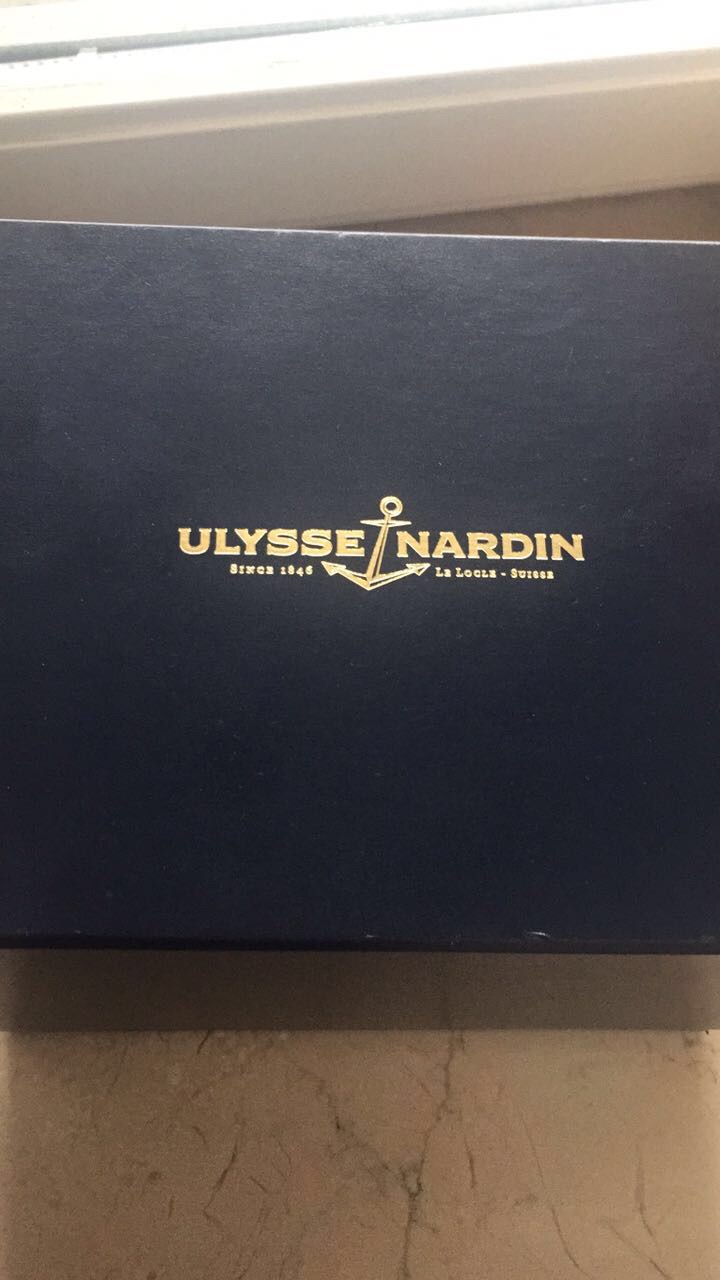 ULYSSE NARDIN
SINCE 1846 LE LOCLE - SUISSE